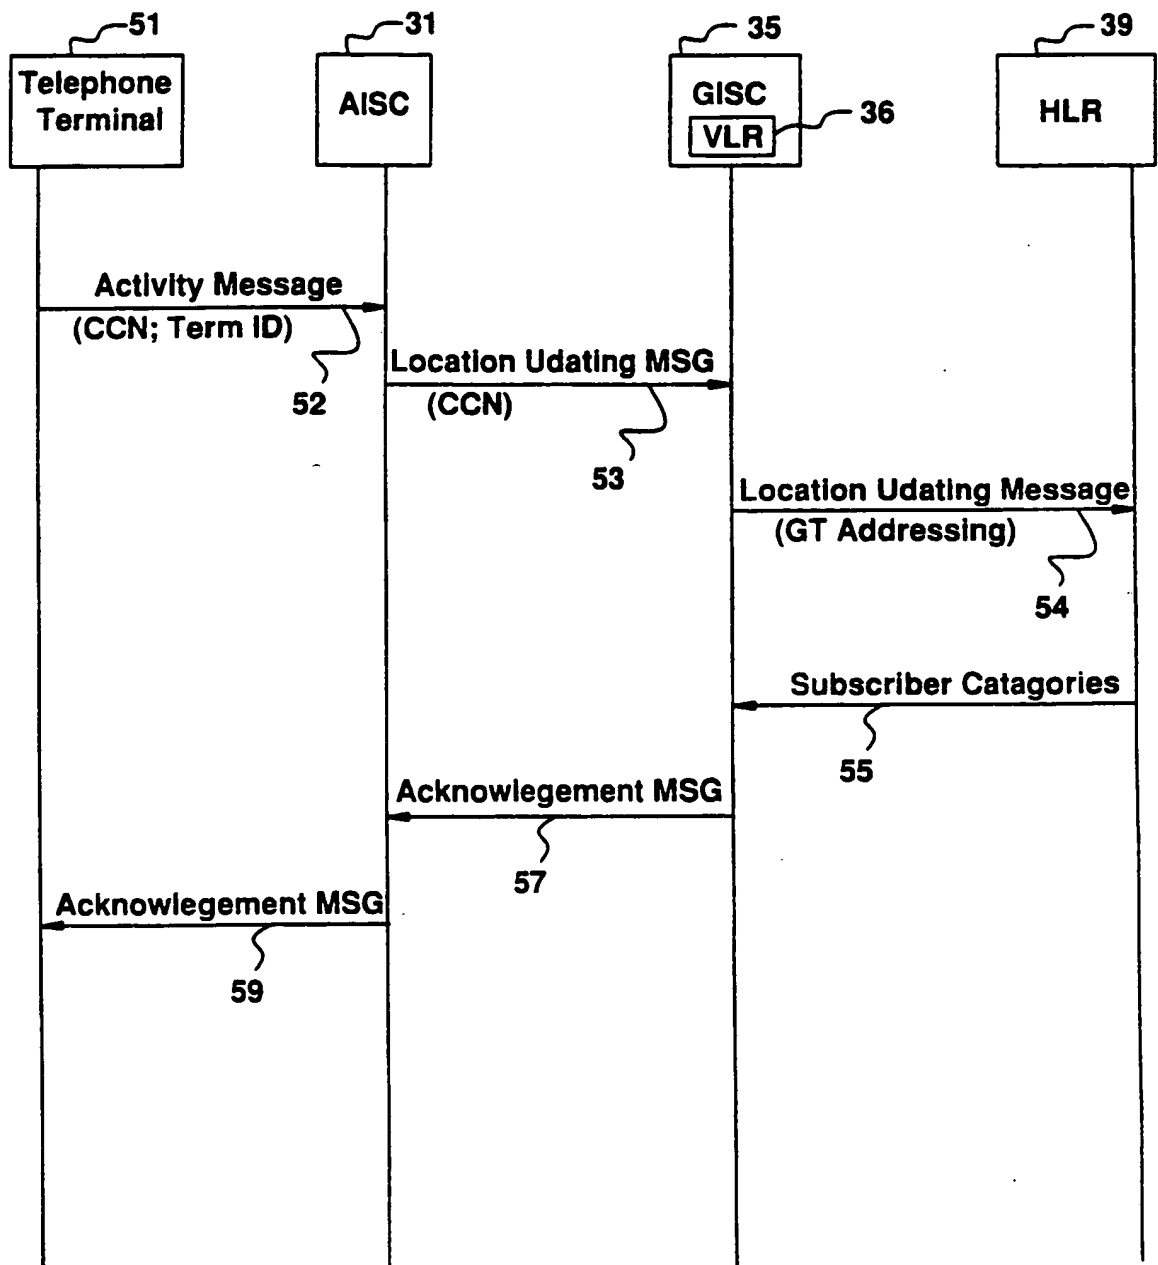 51
31
35
39
Telephone
Terminal
AISC
GISC
VLR
36
HLR
Activity Message
(CCN; Term ID)
52
Location Udating MSG
(CCN)
53
Location Udating Message
(GT Addressing)
54
Subscriber Catagories
55
Acknowlegement MSG
57
Acknowlegement MSG
59